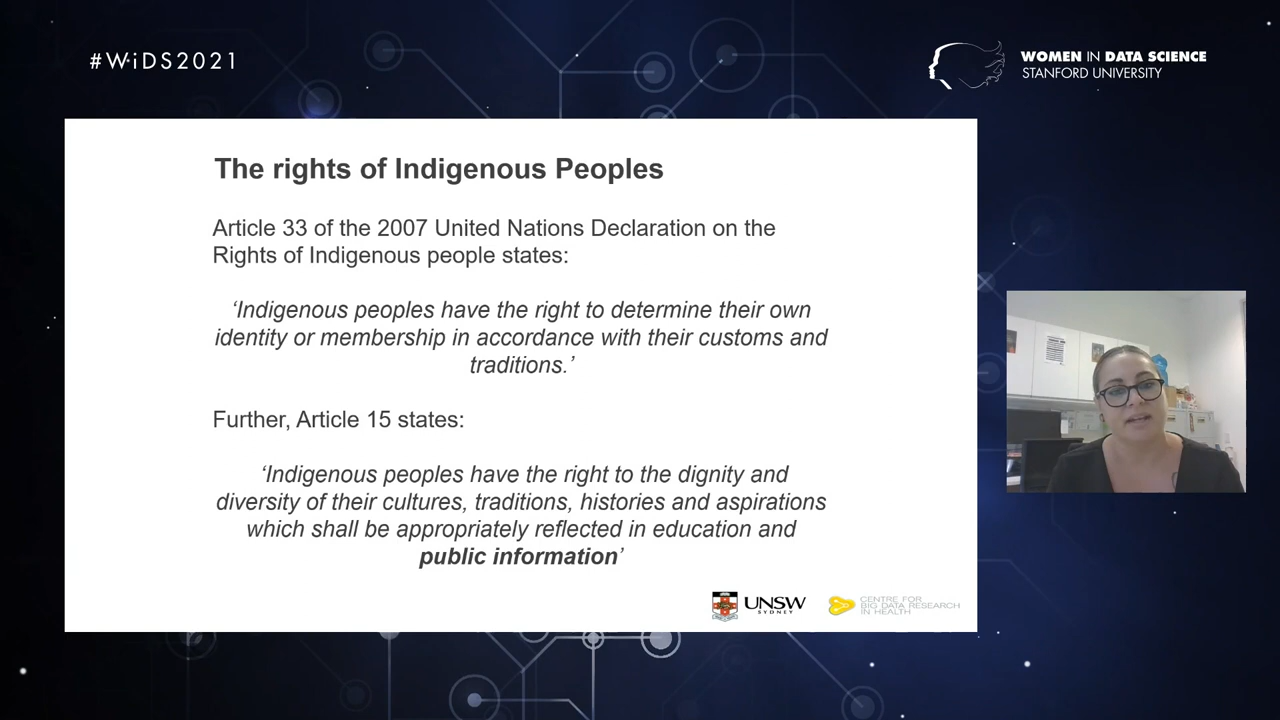 #WiDS2021
WOMEN IN DATA SCIENCE
STANFORD UNIVERSITY
The rights of Indigenous Peoples
Article 33 of the 2007 United Nations Declaration on the
Rights of Indigenous people states:
‘Indigenous peoples have the right to determine their own
identity or membership in accordance with their customs and
traditions.’
Further, Article 15 states:
‘Indigenous peoples have the right to the dignity and
diversity of their cultures, traditions, histories and aspirations
which shall be appropriately reflected in education and
public information’
UNSW
SYDNEY
CENTRE FOR
BIG DATA RESEARCH
IN HEALTH